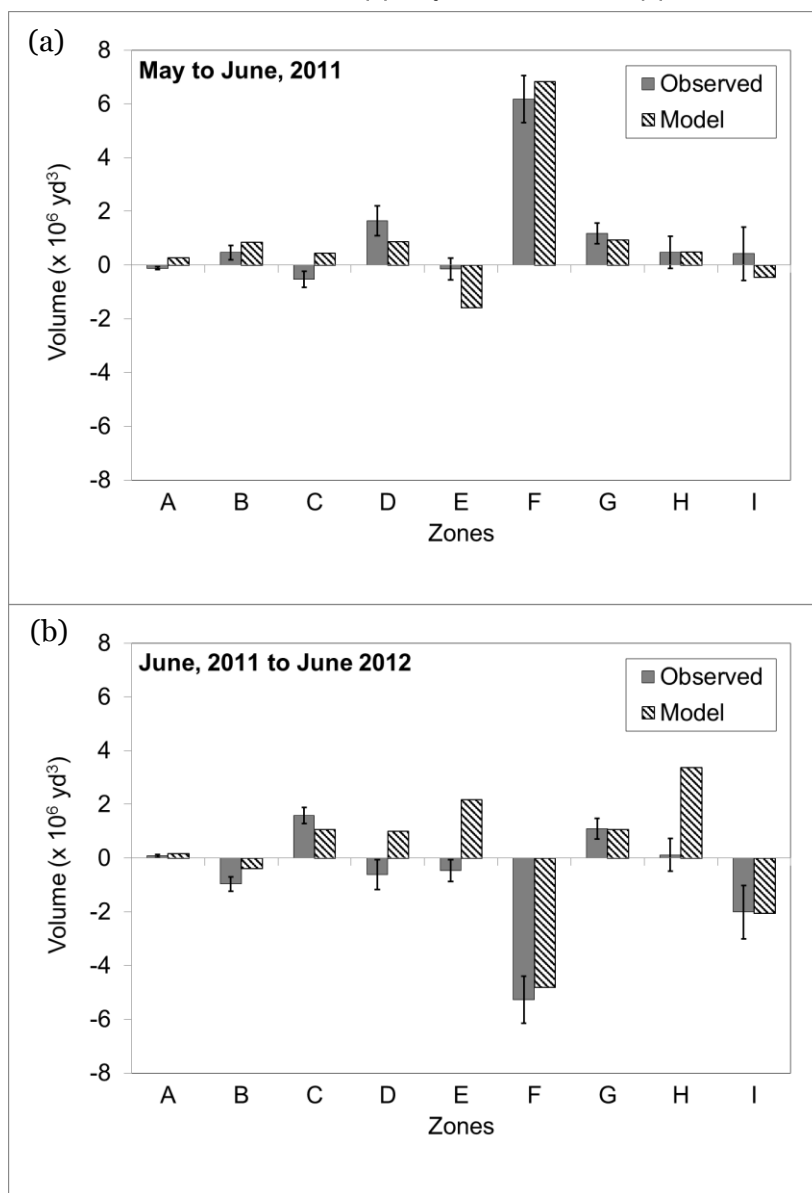 (a)
May to June, 2011
Observed
Model
Volume (x 10⁶ yd³)
8
6
4
2
0
-2
-4
-6
-8
A B C D E F G H I
Zones
(b)
June, 2011 to June 2012
Observed
Model
Volume (x 10⁶ yd³)
8
6
4
2
0
-2
-4
-6
-8
A B C D E F G H I
Zones